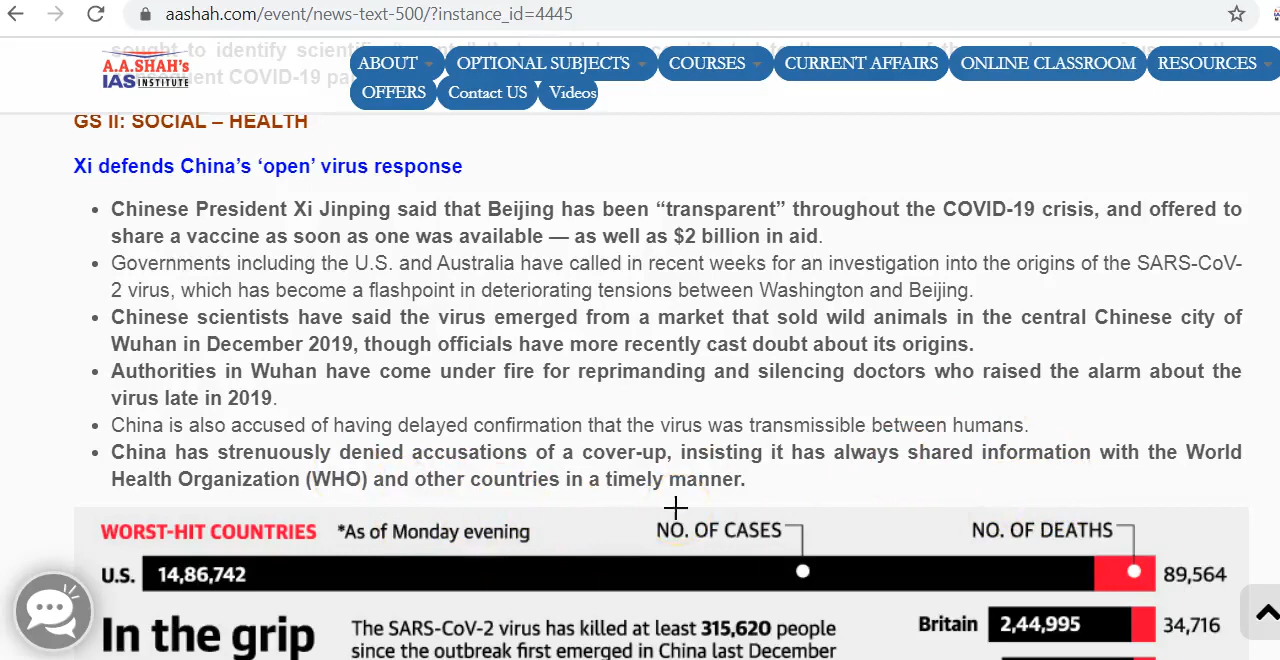 aashah.com/event/news-text-500/?instance_id=4445
A.A.SHAH's
IAS INSTITUTE
ABOUT
OPTIONAL SUBJECTS
COURSES
CURRENT AFFAIRS
ONLINE CLASSROOM
RESOURCES
OFFERS
Contact US
Videos
GS II: SOCIAL – HEALTH
Xi defends China's 'open' virus response
• Chinese President Xi Jinping said that Beijing has been “transparent” throughout the COVID-19 crisis, and offered to
share a vaccine as soon as one was available — as well as $2 billion in aid.
• Governments including the U.S. and Australia have called in recent weeks for an investigation into the origins of the SARS-CoV-
2 virus, which has become a flashpoint in deteriorating tensions between Washington and Beijing.
• Chinese scientists have said the virus emerged from a market that sold wild animals in the central Chinese city of
Wuhan in December 2019, though officials have more recently cast doubt about its origins.
• Authorities in Wuhan have come under fire for reprimanding and silencing doctors who raised the alarm about the
virus late in 2019.
• China is also accused of having delayed confirmation that the virus was transmissible between humans.
• China has strenuously denied accusations of a cover-up, insisting it has always shared information with the World
Health Organization (WHO) and other countries in a timely manner.
WORST-HIT COUNTRIES *As of Monday evening NO. OF CASES NO. OF DEATHS
U.S. 14,86,742 89,564
In the grip
The SARS-CoV-2 virus has killed at least 315,620 people
since the outbreak first emerged in China last December
Britain 2,44,995 34,716